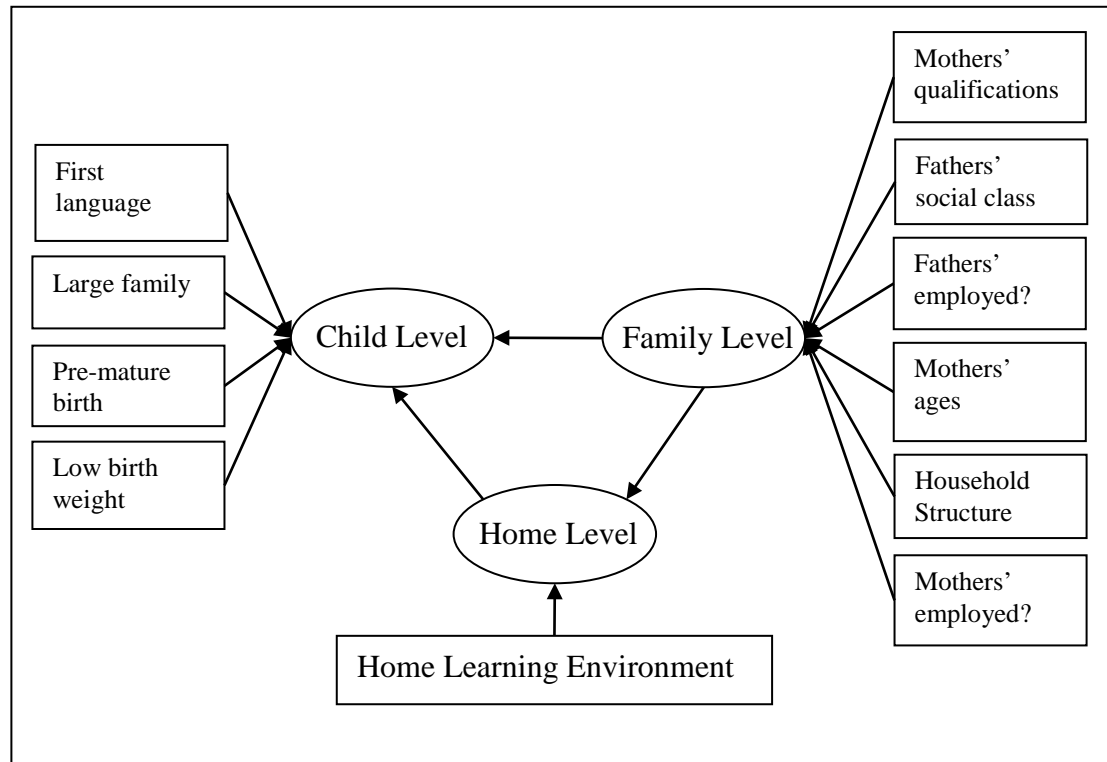 First
language
Large family
Pre-mature
birth
Low birth
weight
Child Level
Family Level
Home Level
Home Learning Environment
Mothers’
qualifications
Fathers’
social class
Fathers’
employed?
Mothers’
ages
Household
Structure
Mothers’
employed?